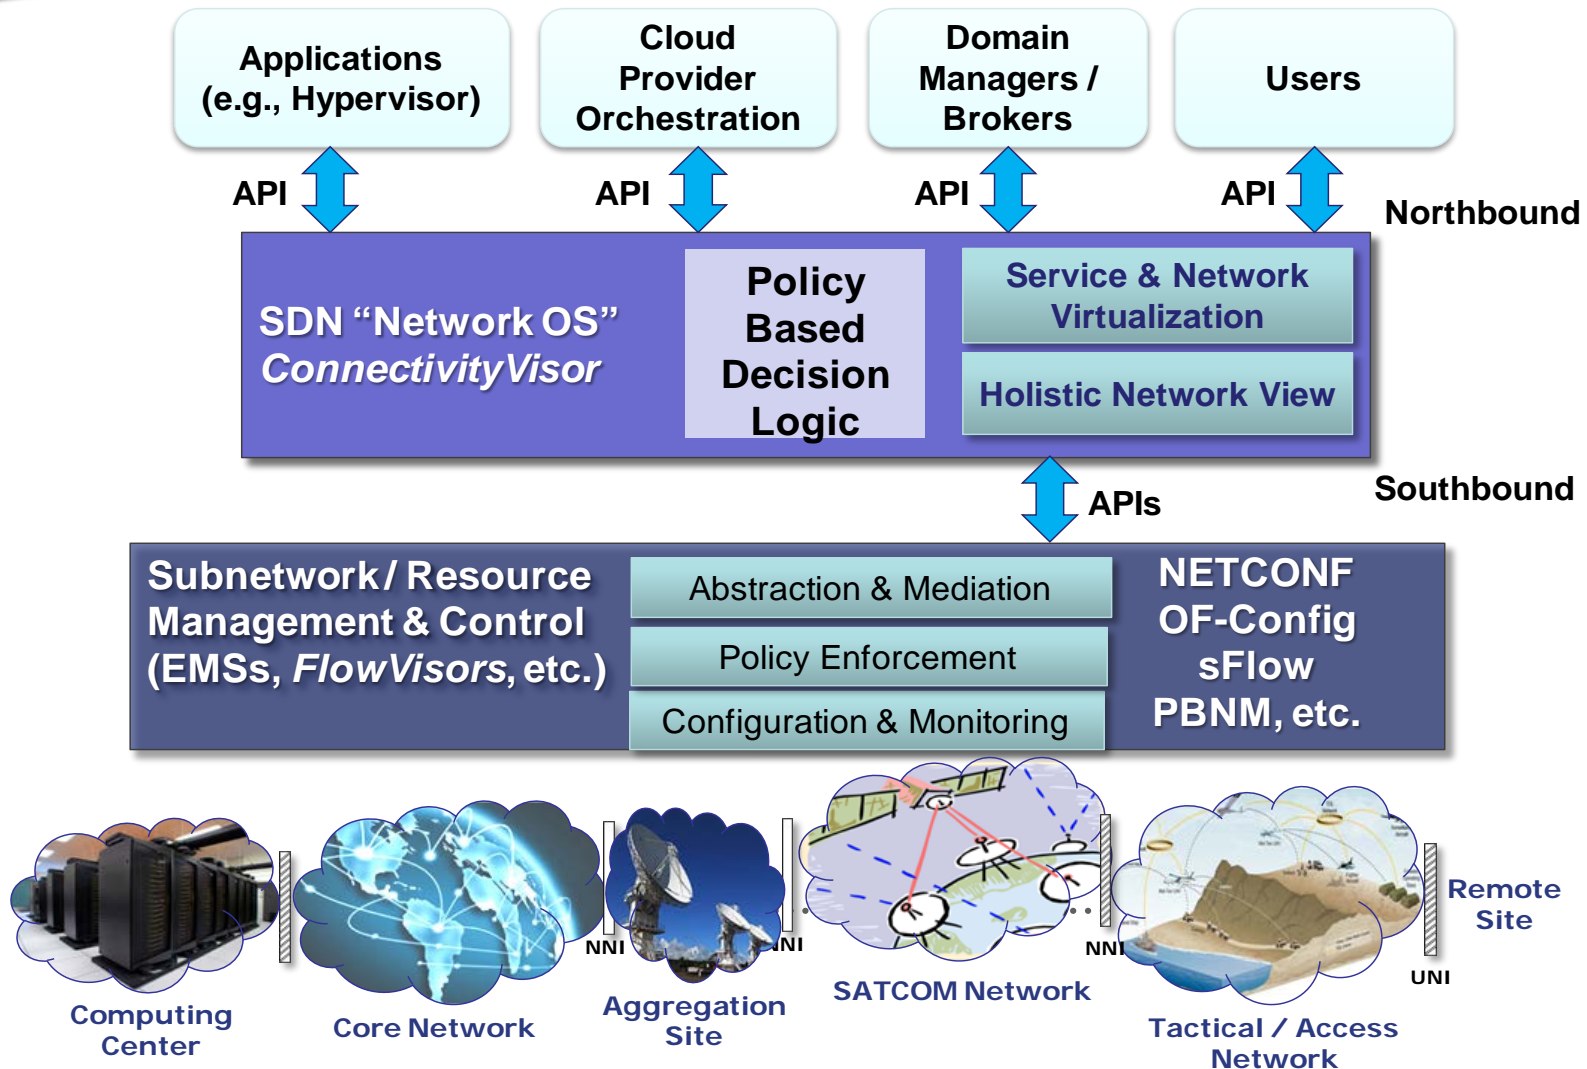 Applications
(e.g., Hypervisor)
Cloud
Provider
Orchestration
Domain
Managers /
Brokers
Users
API
API
API
API
Northbound
SDN “Network OS”
ConnectivityVisor
Policy
Based
Decision
Logic
Service & Network
Virtualization
Holistic Network View
APIs
Southbound
Subnetwork / Resource
Management & Control
(EMSs, FlowVisors, etc.)
Abstraction & Mediation
Policy Enforcement
Configuration & Monitoring
NETCONF
OF-Config
sFlow
PBNM, etc.
NNI
NNI
NNI
UNI
Remote
Site
Computing
Center
Core Network
Aggregation
Site
SATCOM Network
Tactical / Access
Network